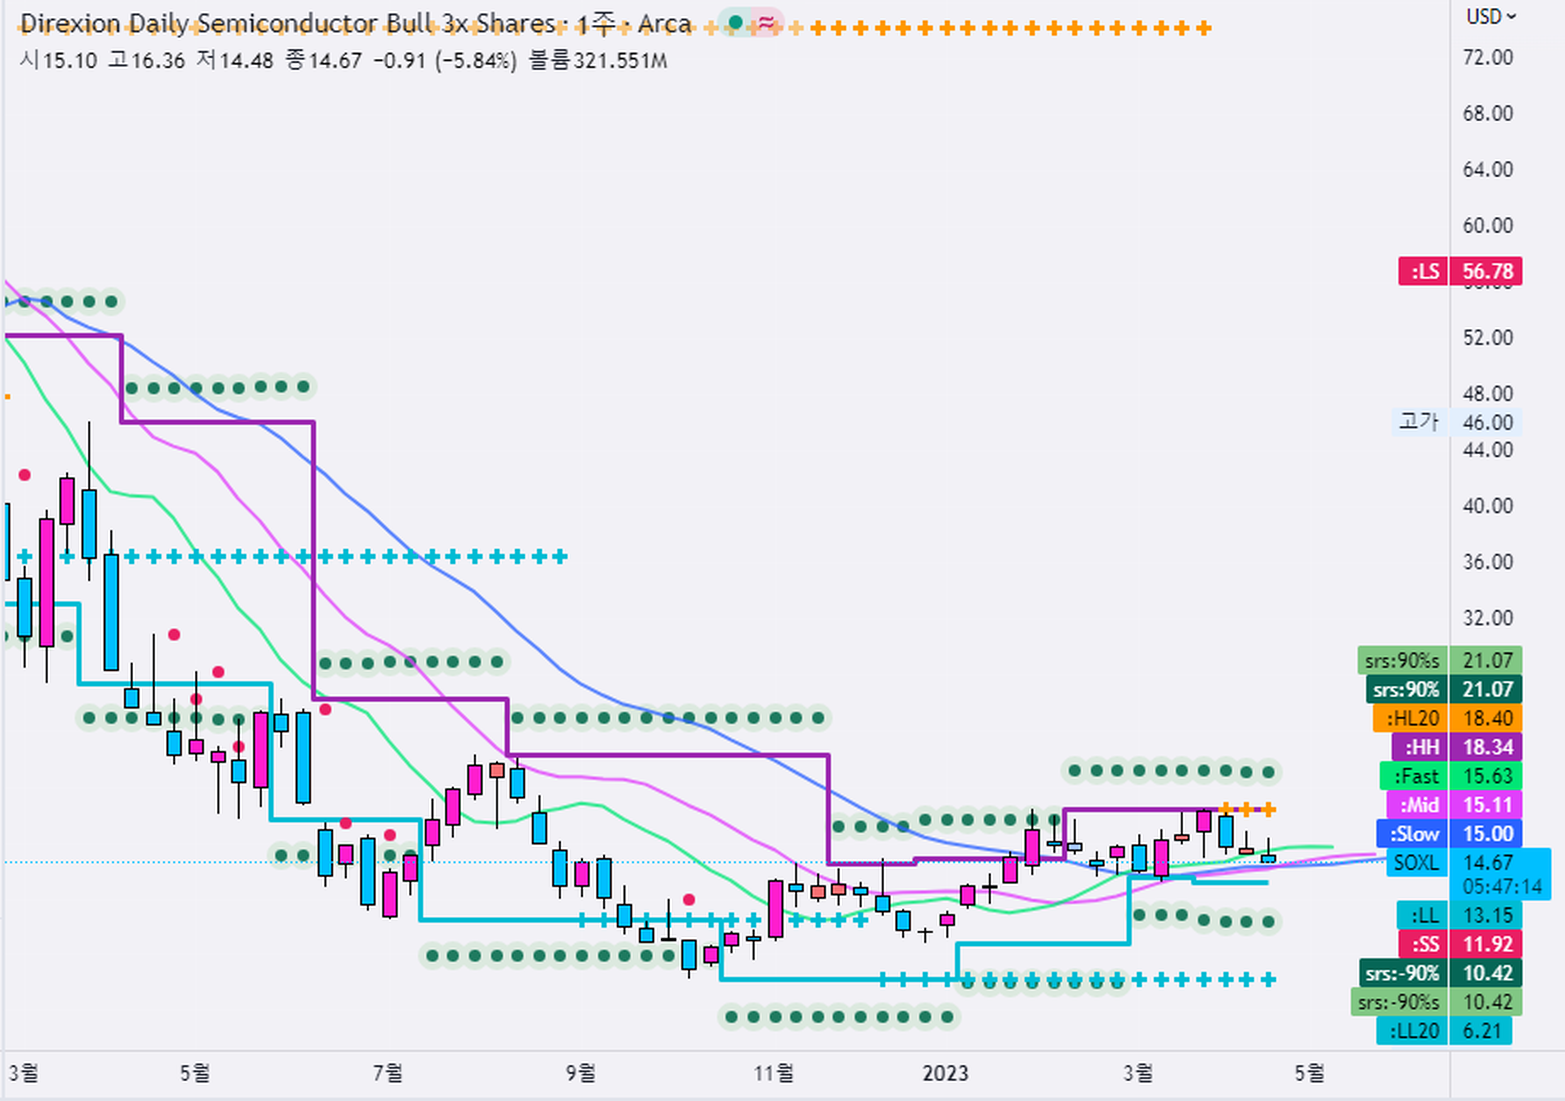 Direxion Daily Semiconductor Bull 3x Shares · 1주 · Arca
시15.10 고16.36 저14.48 종14.67 −0.91 (−5.84%) 볼륨321.551M
USD
72.00
68.00
64.00
60.00
:LS 56.78
52.00
48.00
고가 46.00
44.00
40.00
36.00
32.00
srs:90%s 21.07
srs:90% 21.07
:HL20 18.40
:HH 18.34
:Fast 15.63
:Mid 15.11
:Slow 15.00
SOXL 14.67
05:47:14
:LL 13.15
:SS 11.92
srs:-90% 10.42
srs:-90%s 10.42
:LL20 6.21
3월 5월 7월 9월 11월 2023 3월 5월